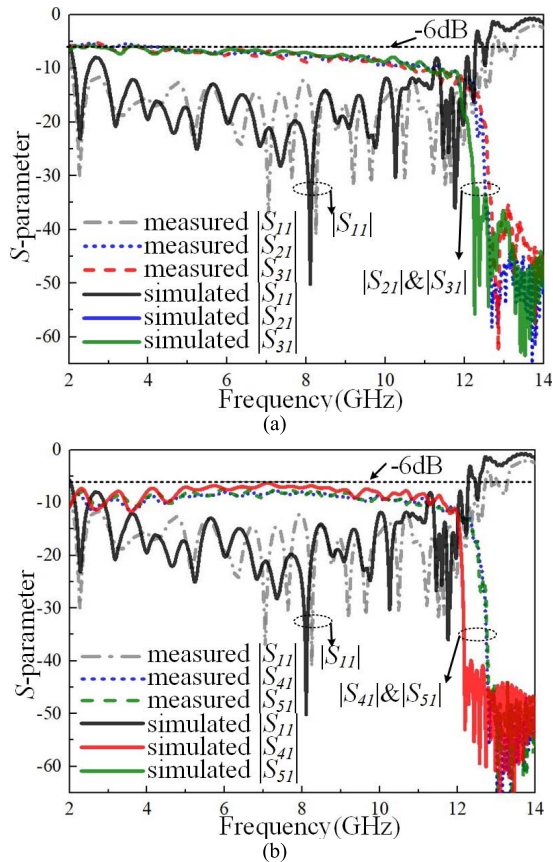 0
-10
-20
-30
-40
-50
-60
S-parameter
-6dB
measured |S11|
measured |S21|
measured |S31|
simulated |S11|
simulated |S21|
simulated |S31|
|S11|
|S21|&|S31|
2 4 6 8 10 12 14
Frequency(GHz)
(a)
0
-10
-20
-30
-40
-50
-60
S-parameter
-6dB
measured |S11|
measured |S41|
measured |S51|
simulated |S11|
simulated |S41|
simulated |S51|
|S11|
|S41|&|S51|
2 4 6 8 10 12 14
Frequency(GHz)
(b)